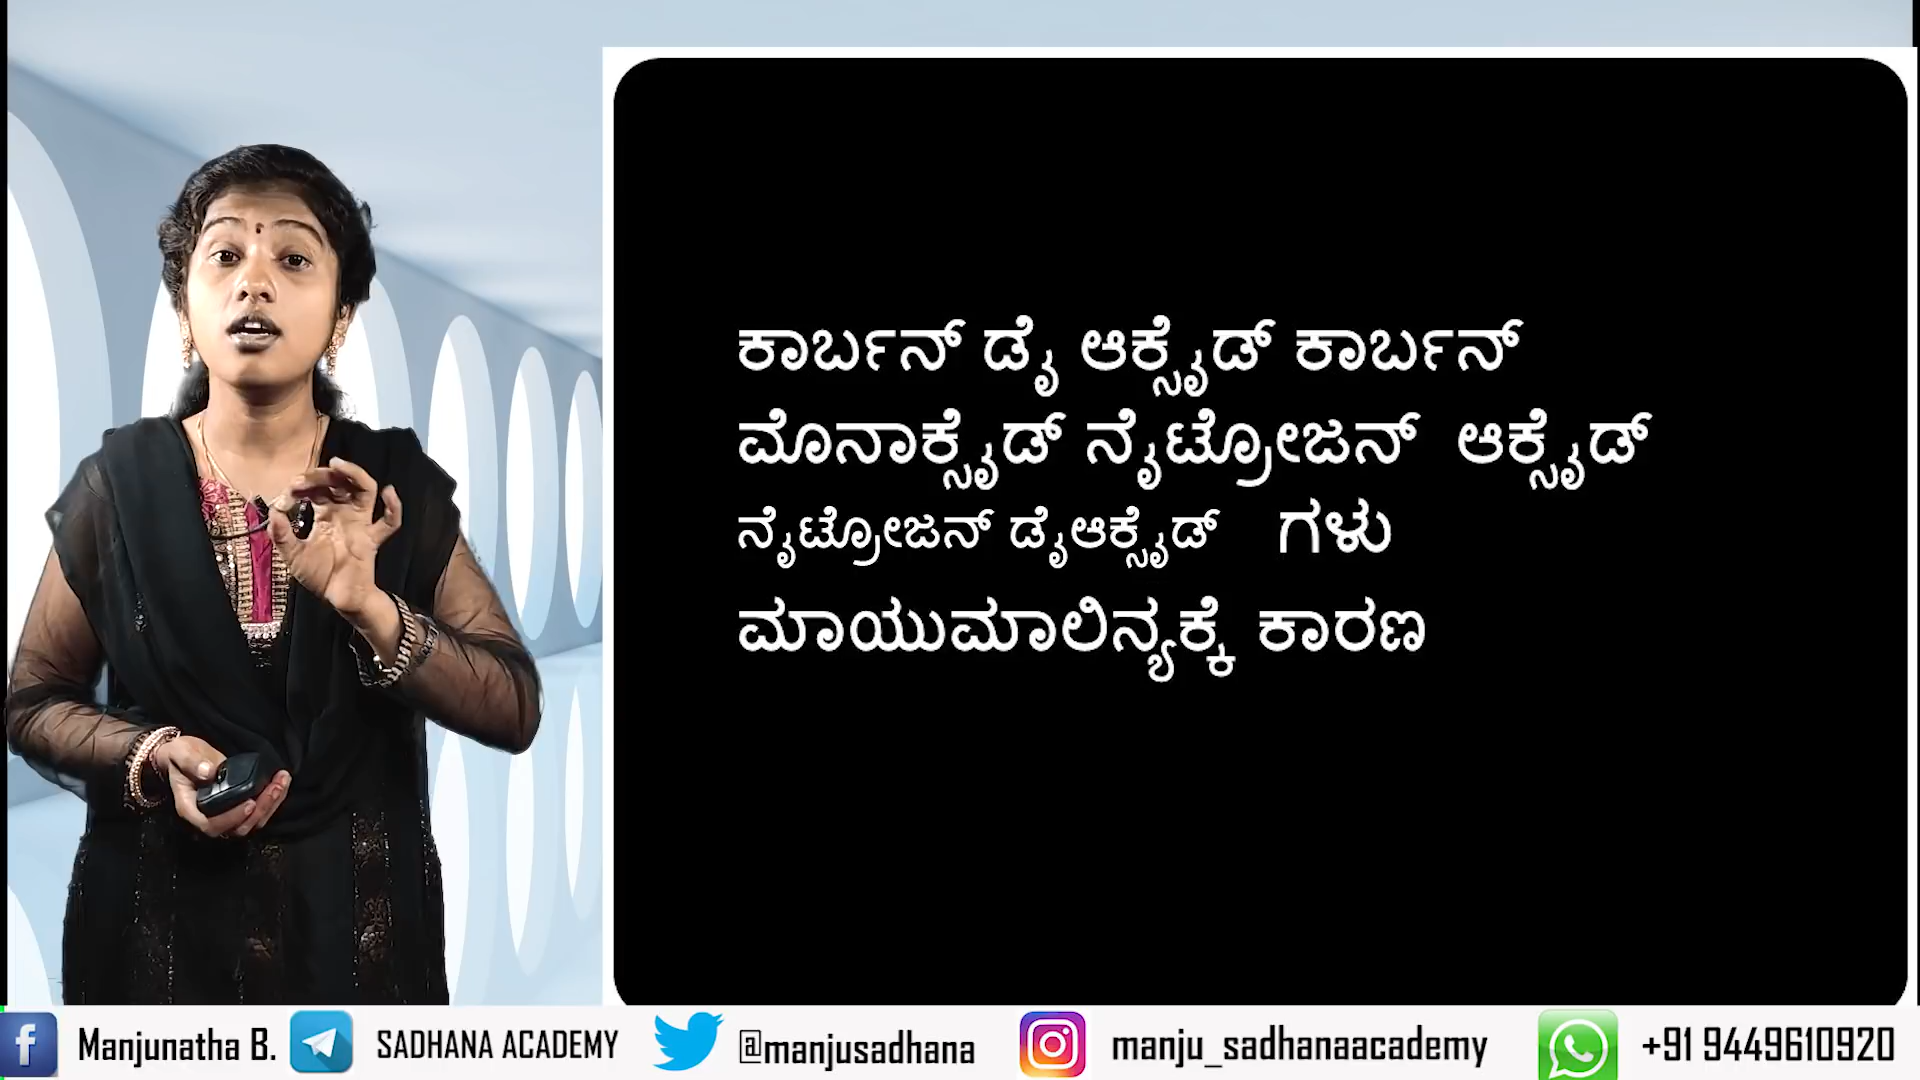 ಕಾರ್ಬನ್ ಡೈ ಆಕ್ಸೈಡ್ ಕಾರ್ಬನ್
ಮೊನಾಕ್ಸೈಡ್ ನೈಟ್ರೋಜನ್ ಆಕ್ಸೈಡ್
ನೈಟ್ರೋಜನ್ ಡೈಆಕ್ಸೈಡ್ ಗಳು
ಮಾಯುಮಾಲಿನ್ಯಕ್ಕೆ ಕಾರಣ
Manjunatha B. SADHANA ACADEMY @manjusadhana manju_sadhanaacademy +91 9449610920